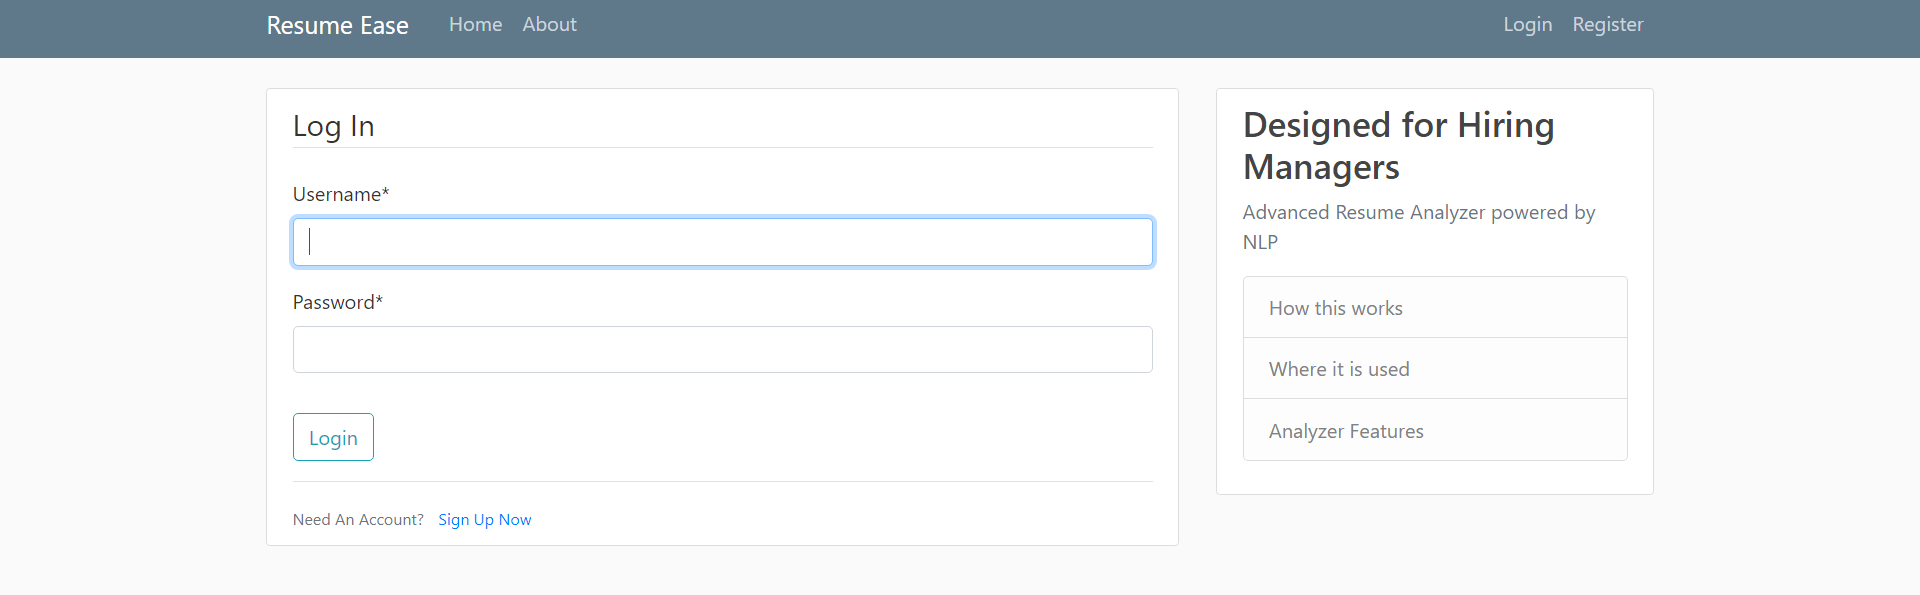 Resume Ease Home About Login Register
Log In
Username*
Password*
Login
Need An Account? Sign Up Now
Designed for Hiring
Managers
Advanced Resume Analyzer powered by
NLP
How this works
Where it is used
Analyzer Features